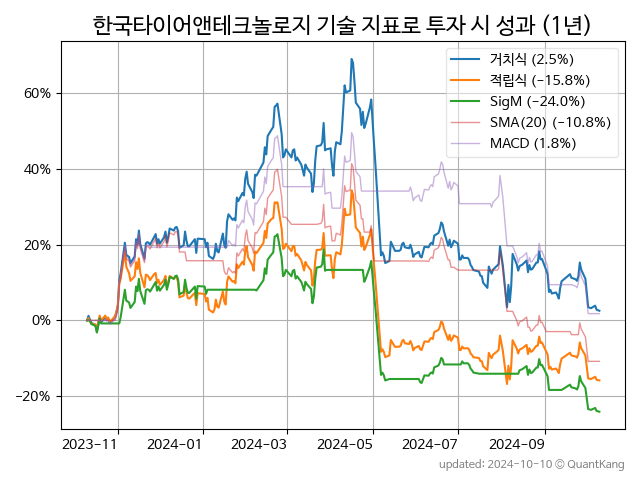 한국타이어앤테크놀로지 기술 지표로 투자 시 성과 (1년)
거치식 (2.5%)
적립식 (−15.8%)
SigM (−24.0%)
SMA(20) (−10.8%)
MACD (1.8%)
60%
40%
20%
0%
−20%
2023-11 2024-01 2024-03 2024-05 2024-07 2024-09
updated: 2024-10-10 © QuantKang